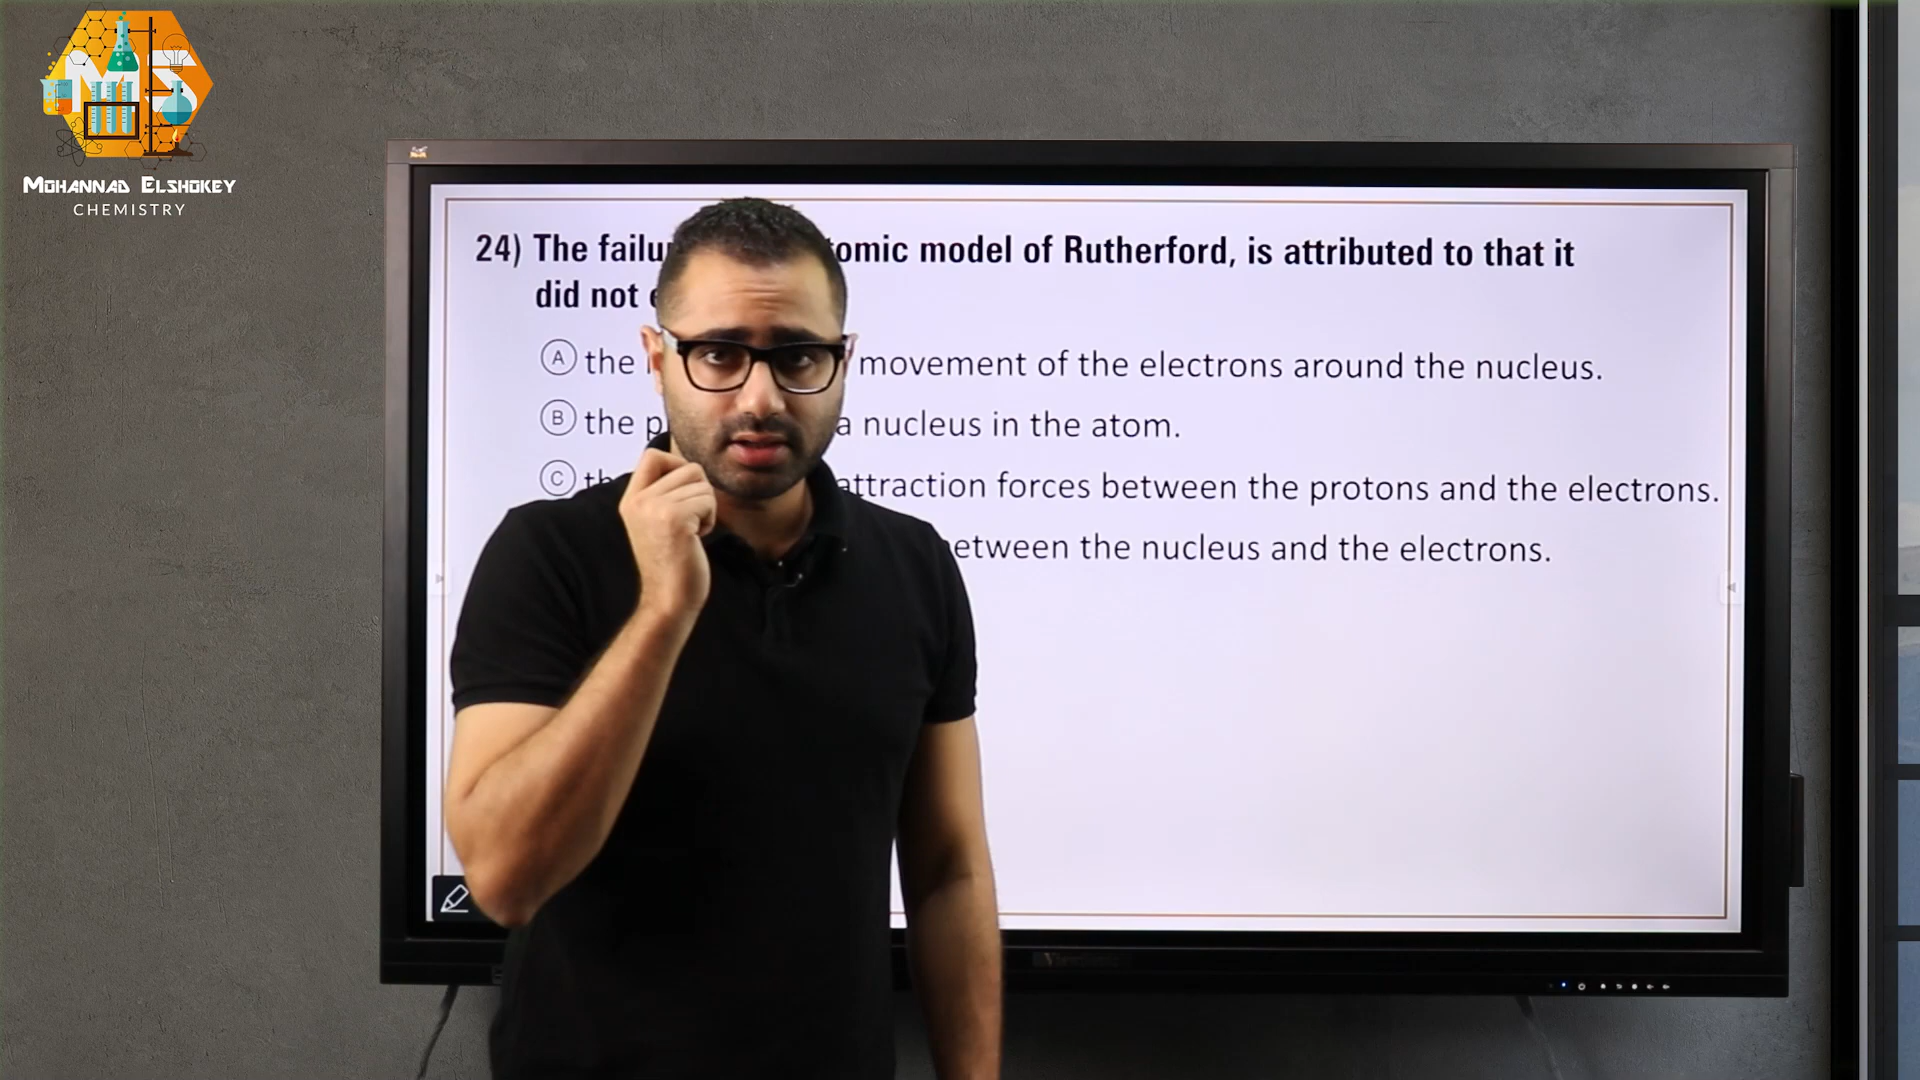 MS
MOHANNAD ELSHOKEY
CHEMISTRY
24) The omic model of Rutherford, is attributed to that it
did not
A the movement of the electrons around the nucleus.
B the a nucleus in the atom.
C attraction forces between the protons and the electrons.
etween the nucleus and the electrons.